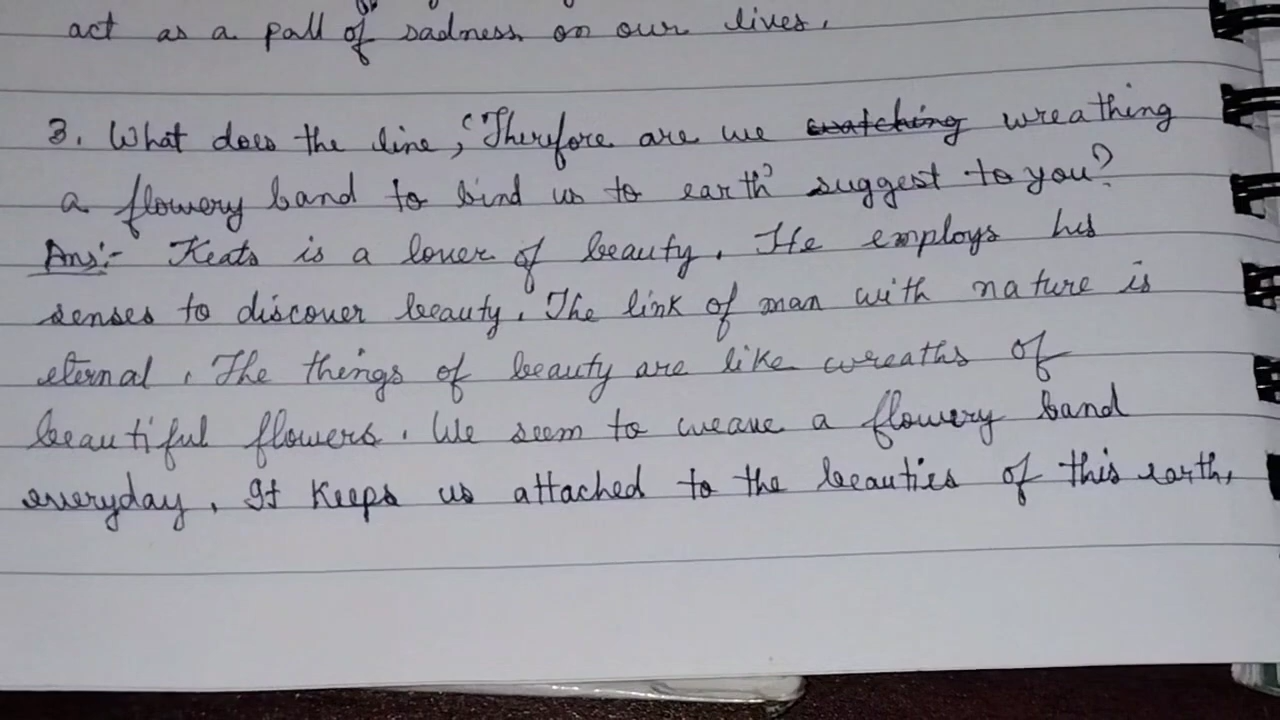 act as a pall of sadness on our lives.
3. What does the line, 'Therefore are we watching wreathing
a flowery band to bind us to earth' suggest to you?
Ans:- Keats is a lover of beauty. He employs his
senses to discover beauty. The link of man with nature is
eternal. The things of beauty are like wreaths of
beautiful flowers. We seem to weave a flowery band
everyday. It keeps us attached to the beauties of this earth.